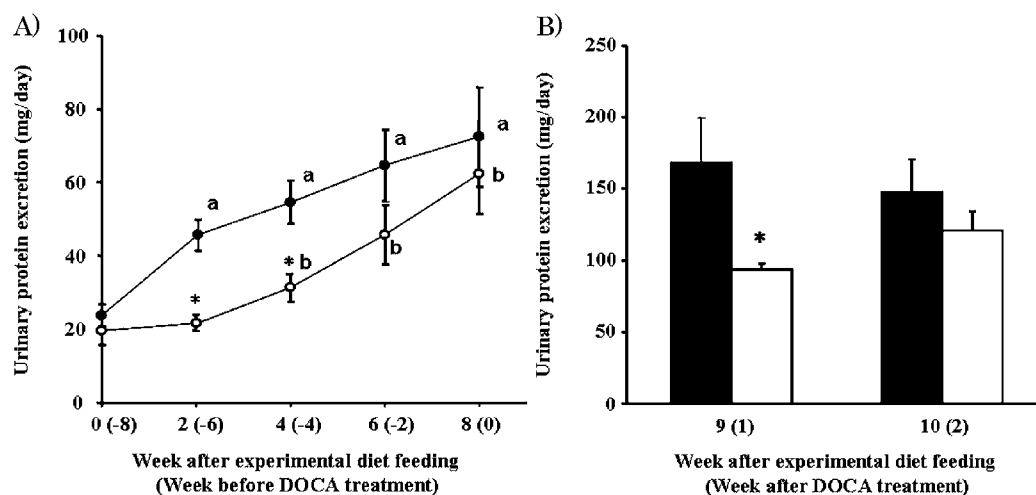 A)
Urinary protein excretion (mg/day)
100
80
60
40
20
0
a
a
a
a
*
*b
b
b
0 (-8) 2 (-6) 4 (-4) 6 (-2) 8 (0)
Week after experimental diet feeding
(Week before DOCA treatment)
B)
Urinary protein excretion (mg/day)
250
200
150
100
50
0
*
9 (1) 10 (2)
Week after experimental diet feeding
(Week after DOCA treatment)